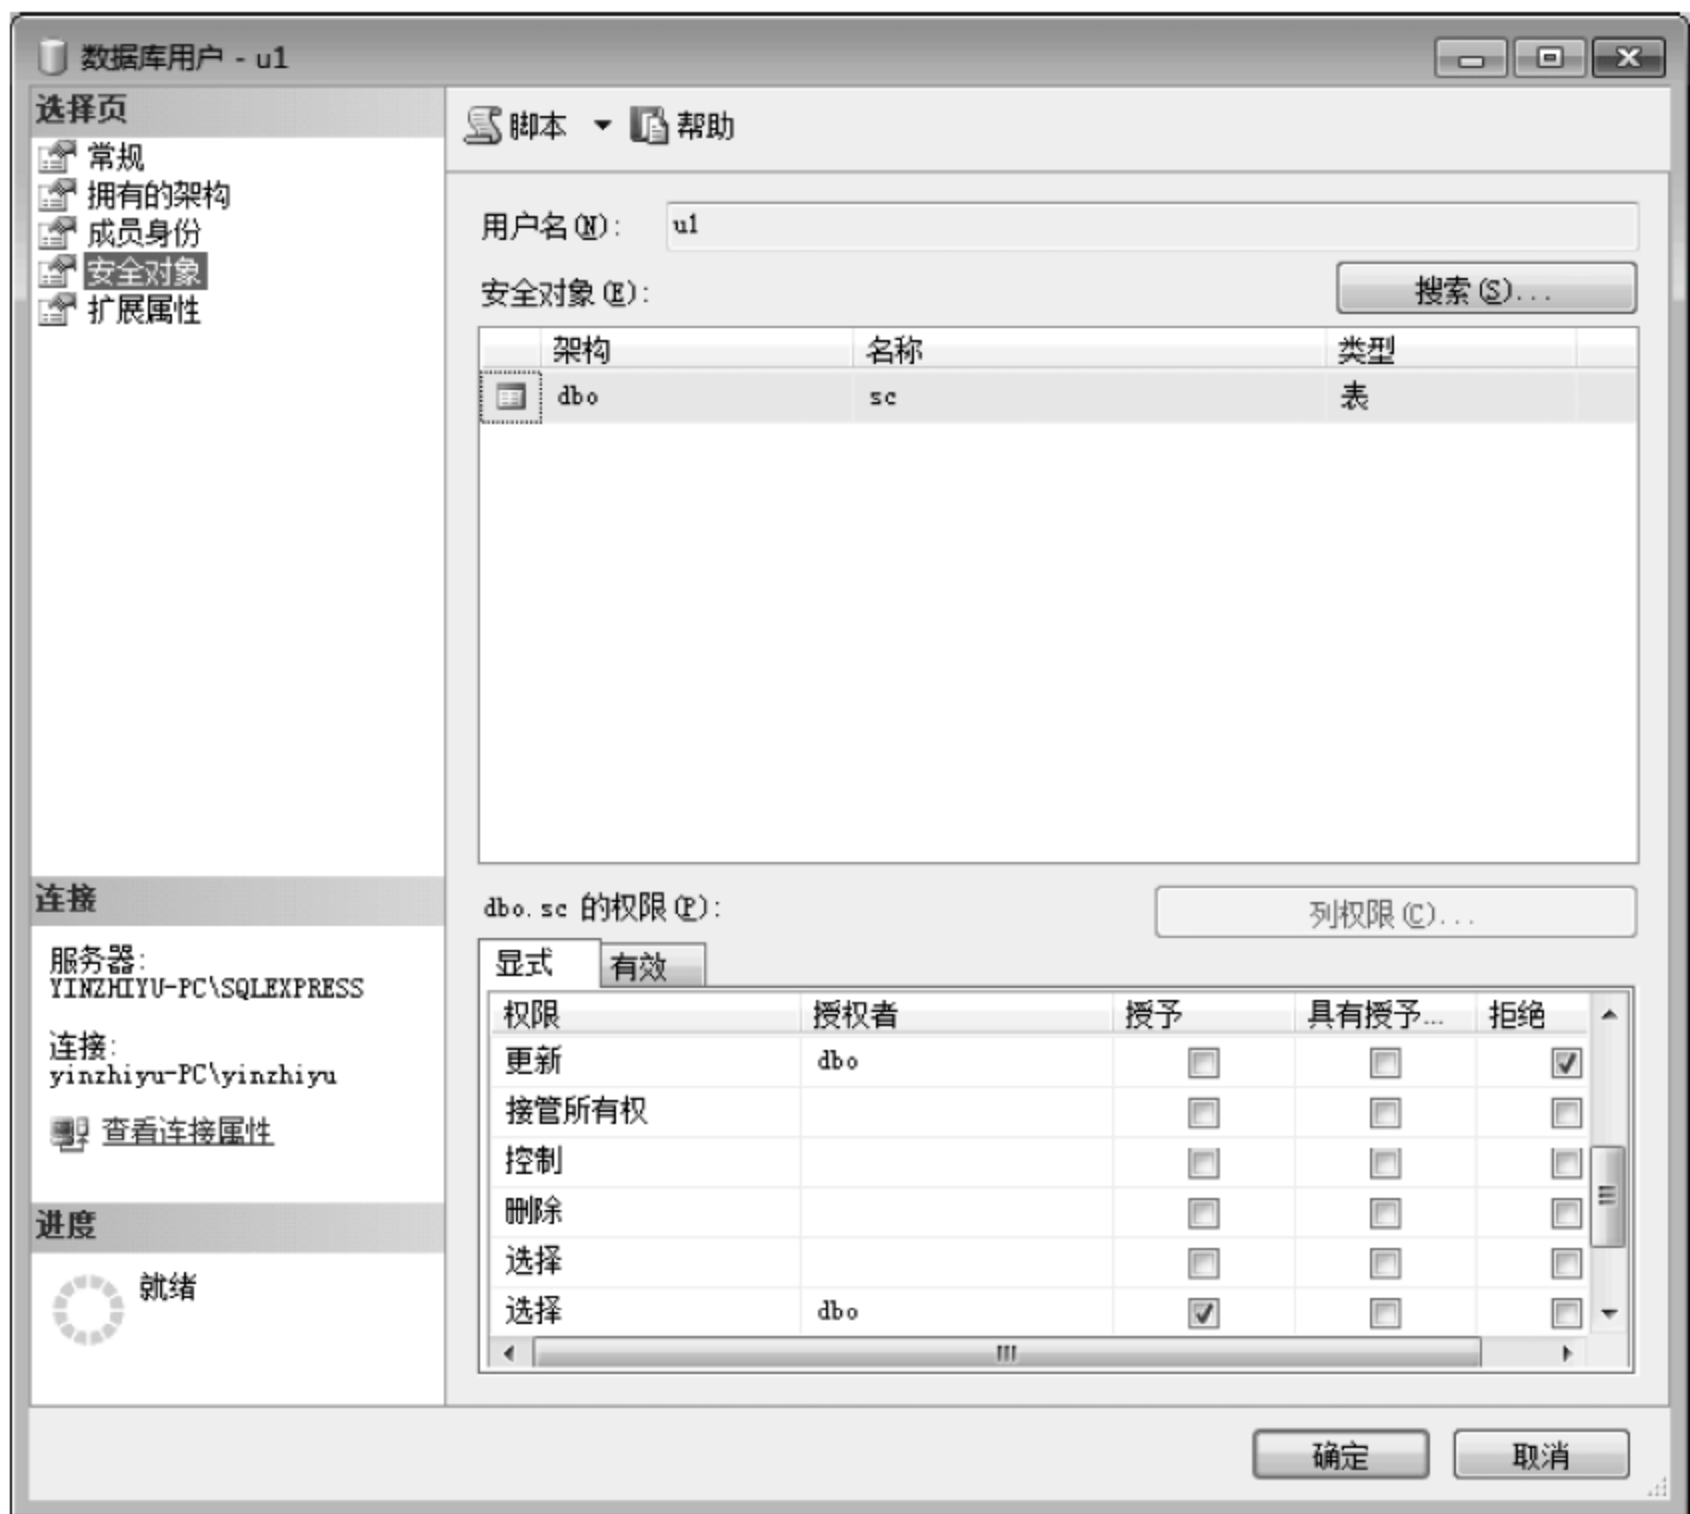 数据库用户 - u1
选择页
常规
拥有的架构
成员身份
安全对象
扩展属性
脚本 帮助
用户名(N): u1
安全对象(E): 搜索(S)...
架构 名称 类型
dbo sc 表
dbo.sc 的权限(P): 列权限(C)...
显式 有效
权限 授权者 授予 具有授予... 拒绝
更新 dbo
接管所有权
控制
删除
选择
选择 dbo
连接
服务器:
YINZHIYU-PC\SQLEXPRESS
连接:
yinzhiyu-PC\yinzhiyu
查看连接属性
进度
就绪
确定 取消